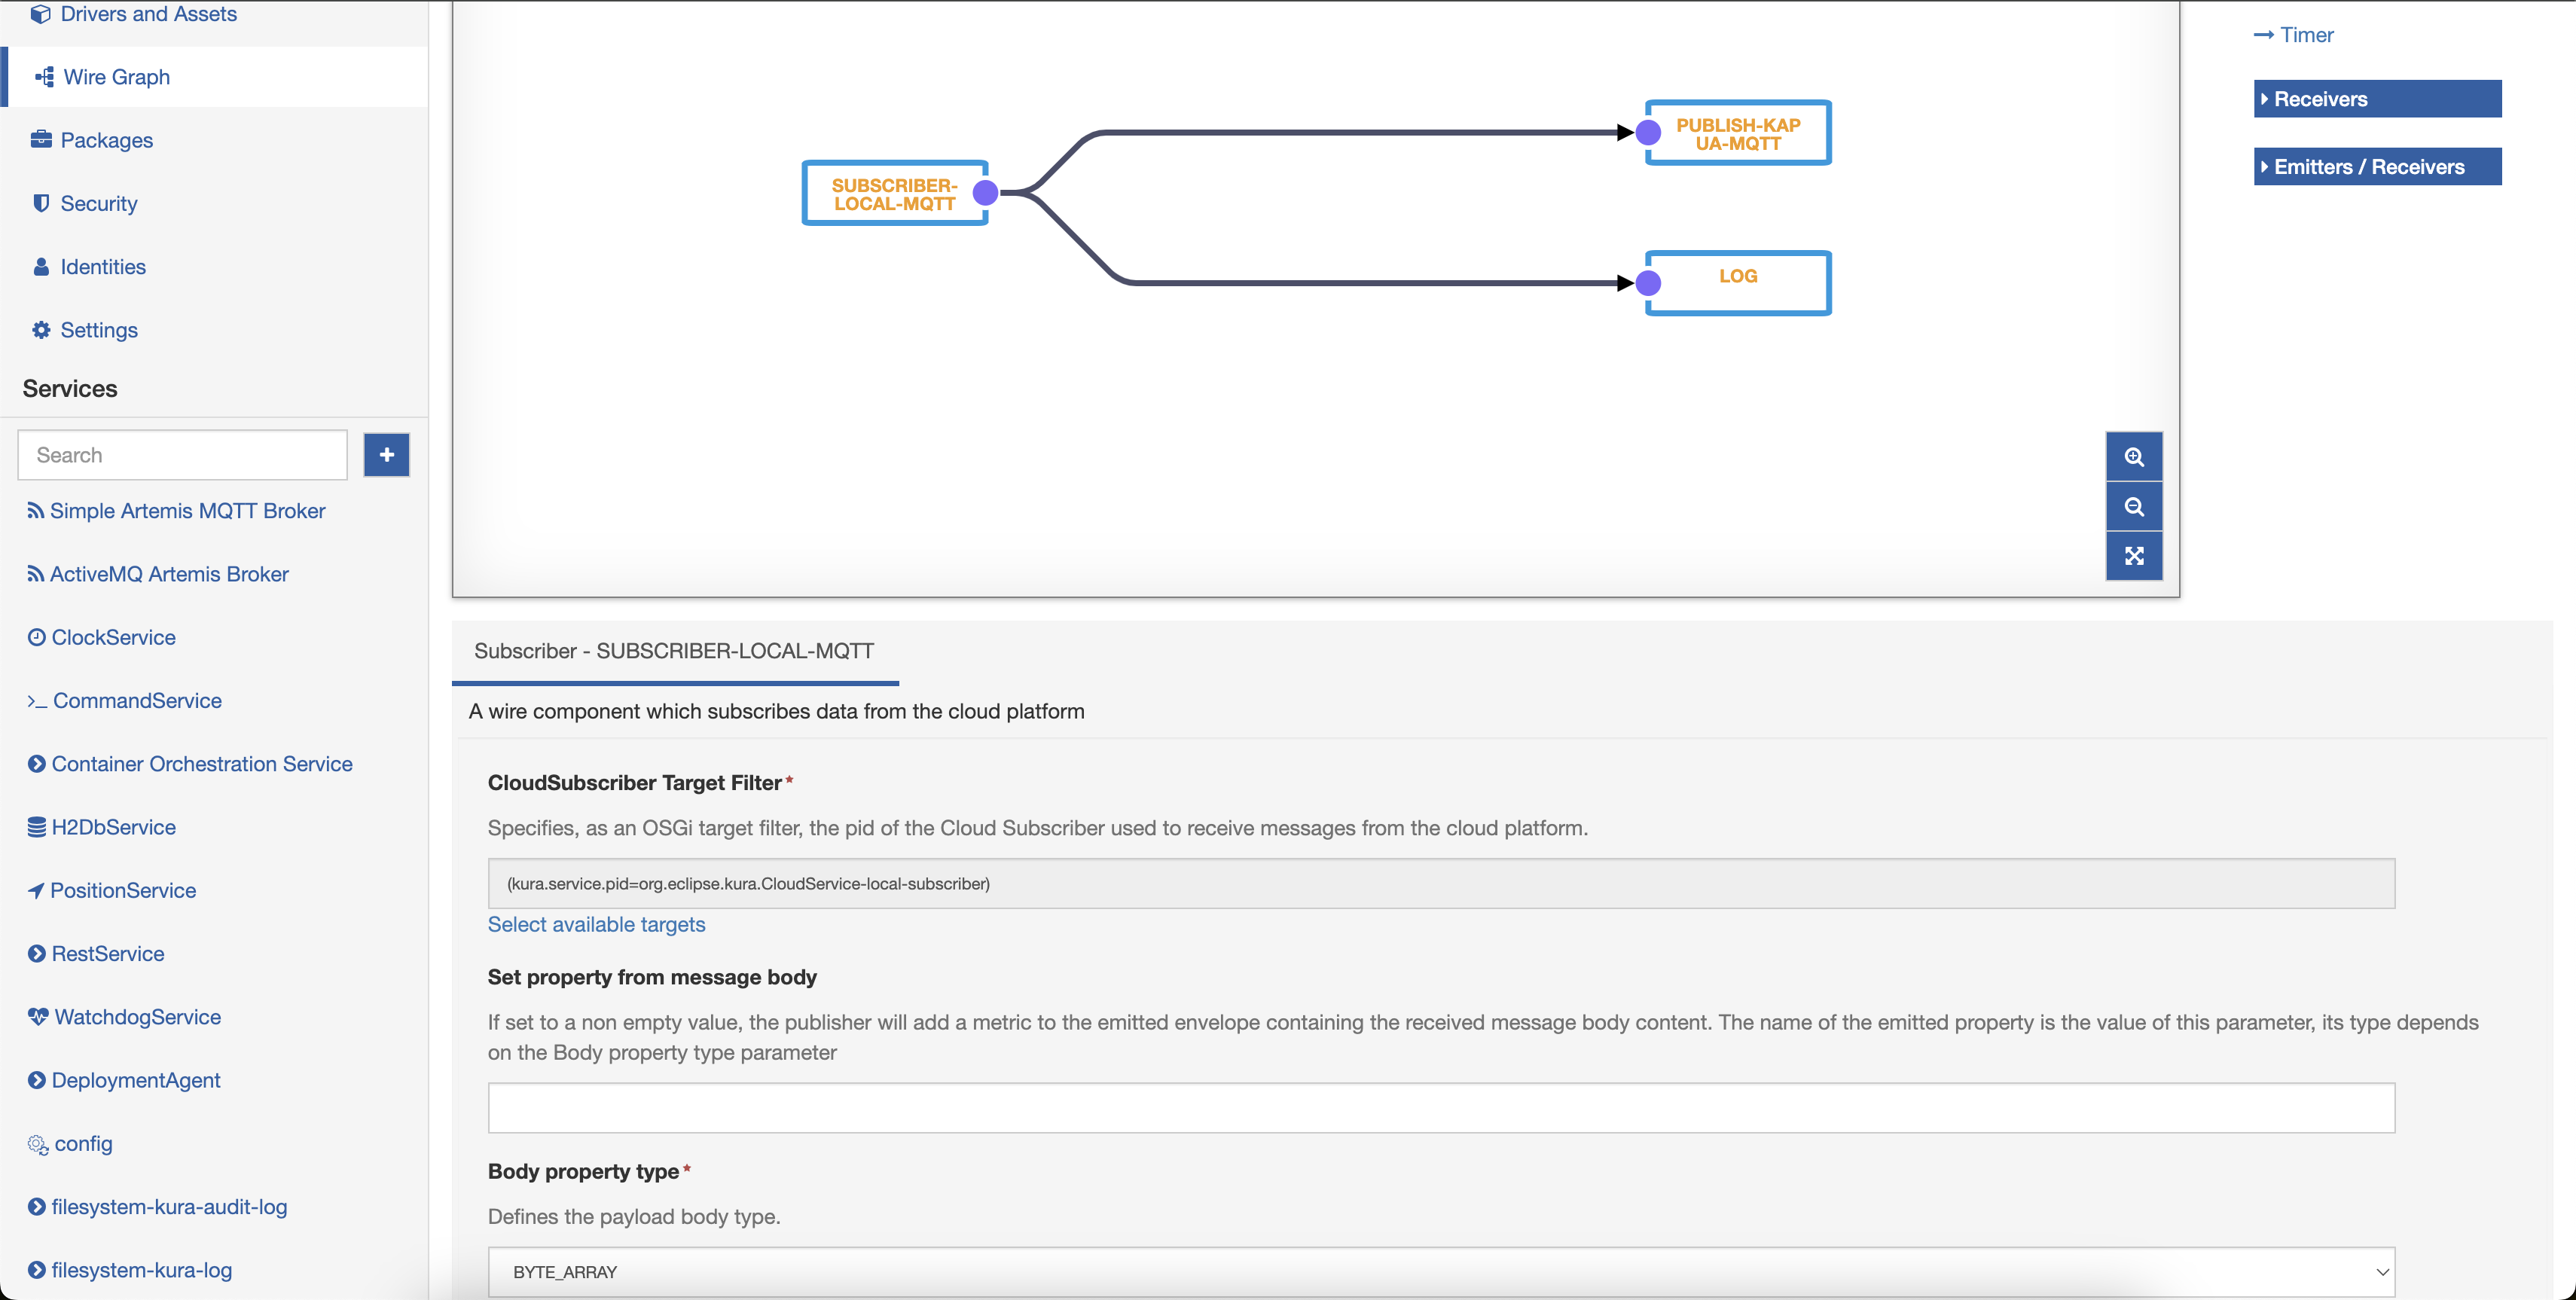 Drivers and Assets
Wire Graph
Packages
Security
Identities
Settings
Services
Search
+
Simple Artemis MQTT Broker
ActiveMQ Artemis Broker
ClockService
CommandService
Container Orchestration Service
H2DbService
PositionService
RestService
WatchdogService
DeploymentAgent
config
filesystem-kura-audit-log
filesystem-kura-log
SUBSCRIBER-
LOCAL-MQTT
PUBLISH-KAP
UA-MQTT
LOG
Timer
Receivers
Emitters / Receivers
Subscriber - SUBSCRIBER-LOCAL-MQTT
A wire component which subscribes data from the cloud platform
CloudSubscriber Target Filter*
Specifies, as an OSGi target filter, the pid of the Cloud Subscriber used to receive messages from the cloud platform.
(kura.service.pid=org.eclipse.kura.CloudService-local-subscriber)
Select available targets
Set property from message body
If set to a non empty value, the publisher will add a metric to the emitted envelope containing the received message body content. The name of the emitted property is the value of this parameter, its type depends
on the Body property type parameter
Body property type*
Defines the payload body type.
BYTE_ARRAY